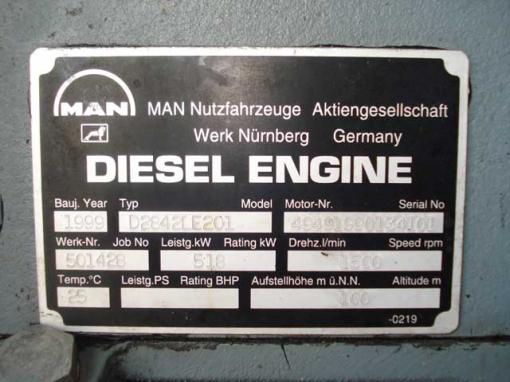 MAN
MAN Nutzfahrzeuge Aktiengesellschaft
Werk Nürnberg Germany
DIESEL ENGINE
Bauj. Year Typ Model Motor-Nr. Serial No
1999 D2842LE201
Werk-Nr. Job No Leistg.kW Rating kW Drehz.l/min Speed rpm
501428 518 1500
Temp.°C Leistg.PS Rating BHP Aufstellhöhe m ü.N.N. Altitude m
25 100
-0219